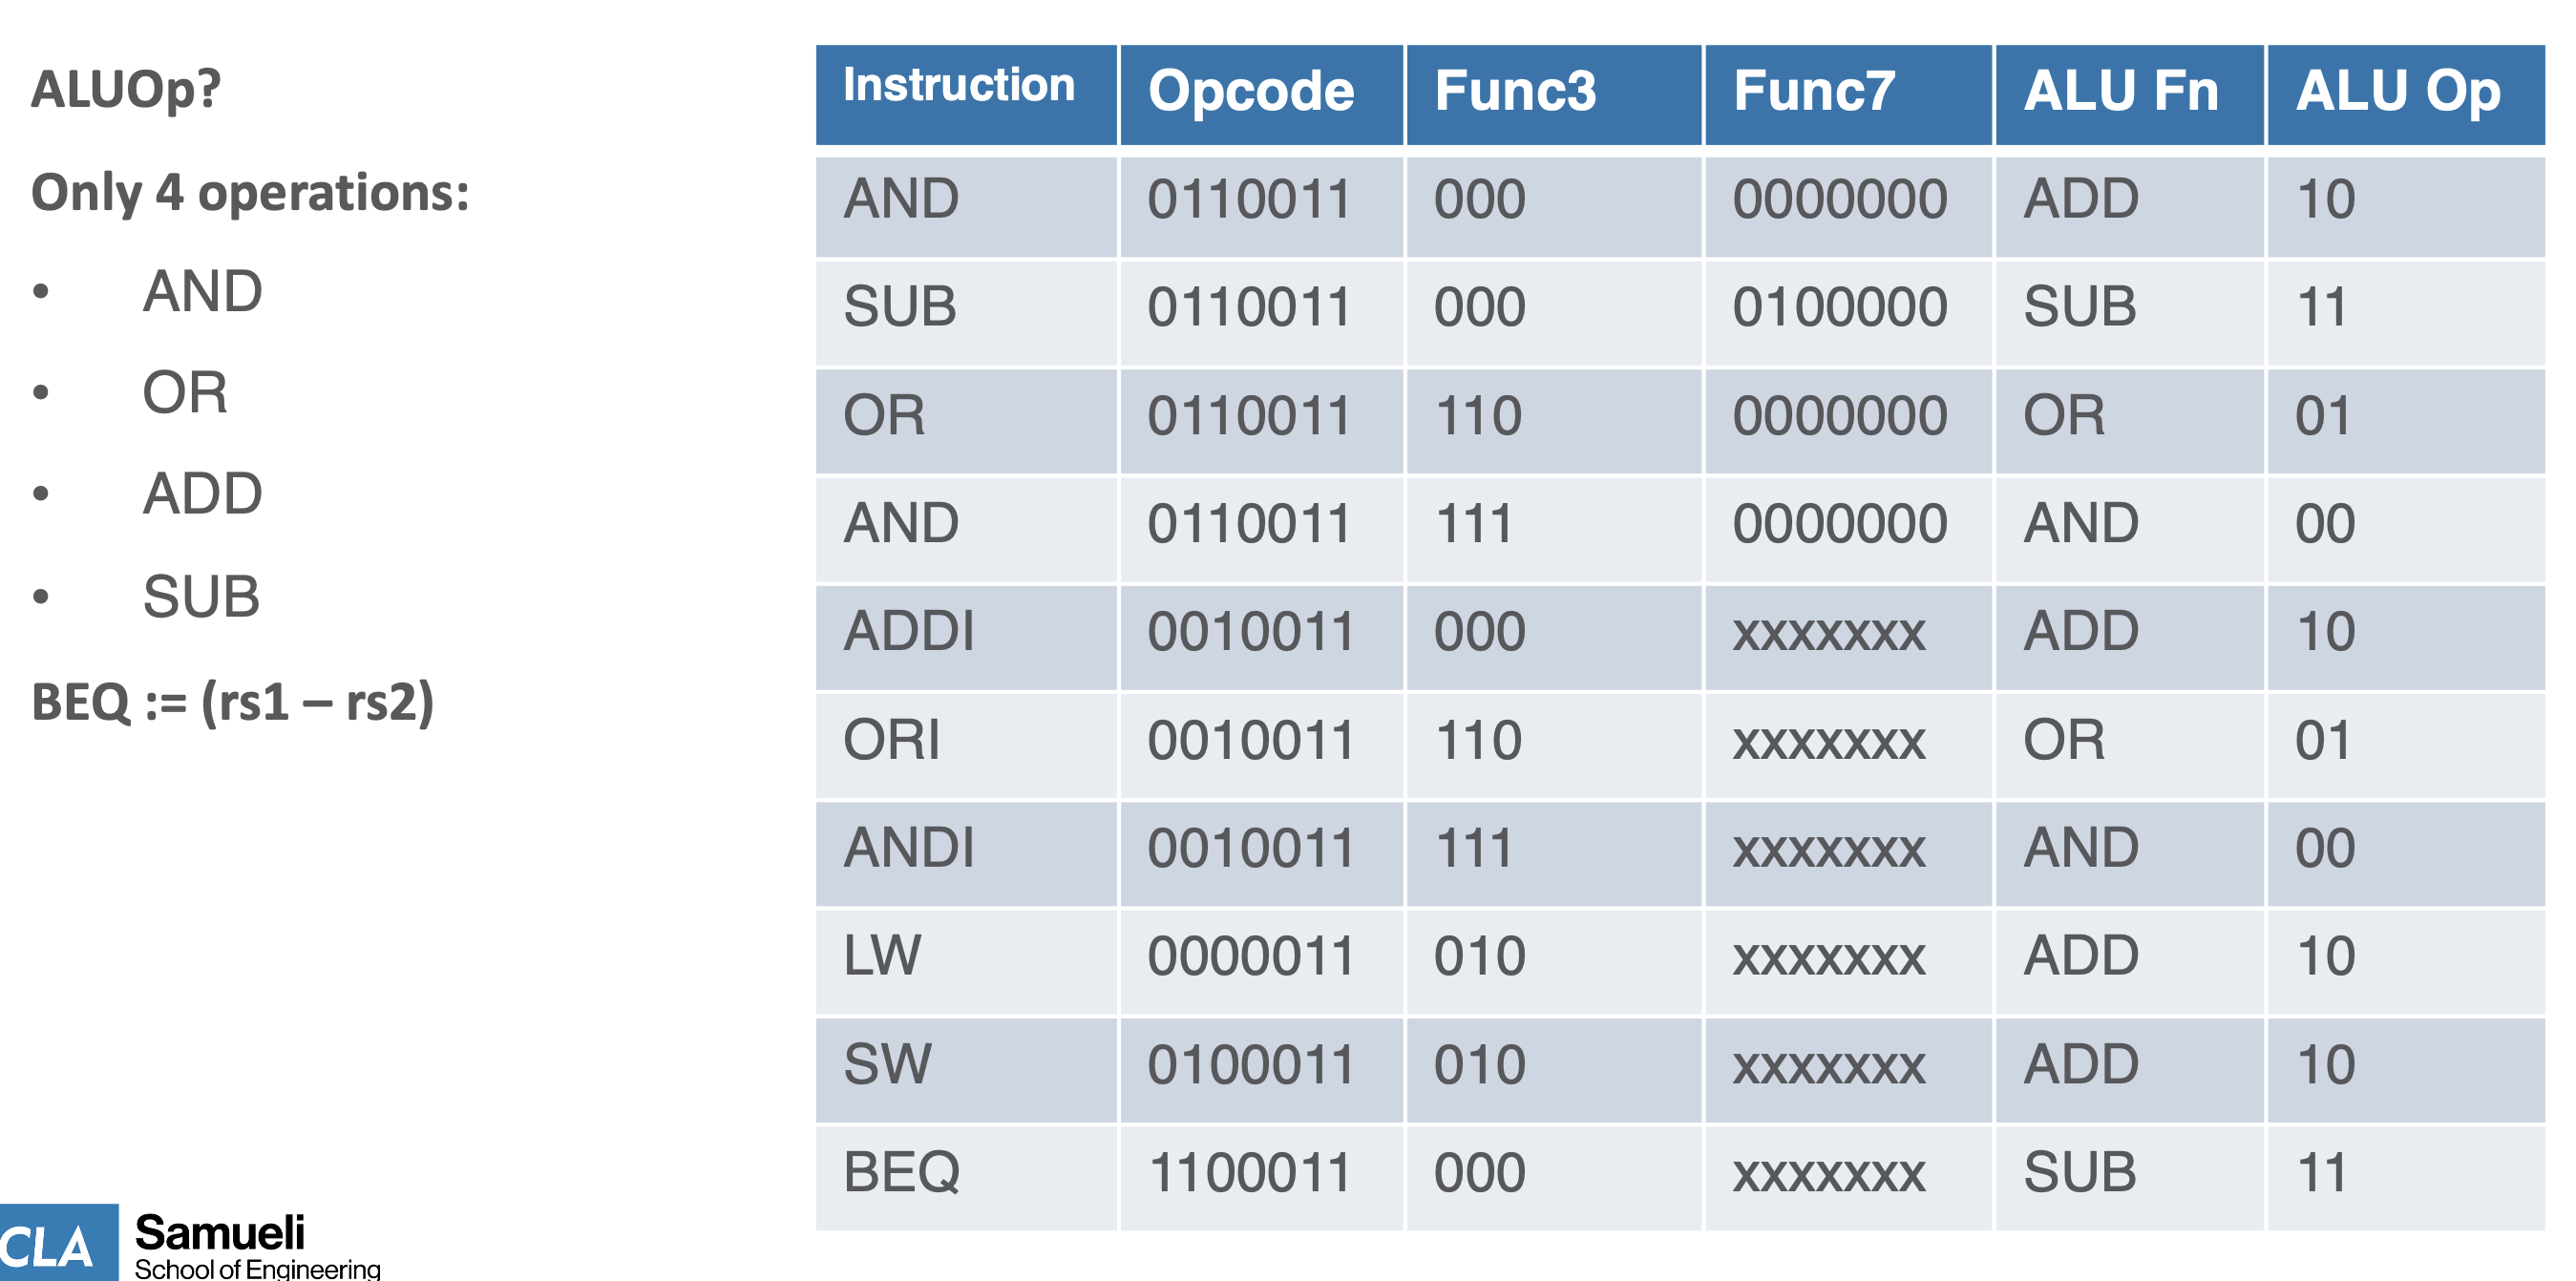 ALUOp?
Only 4 operations:
• AND
• OR
• ADD
• SUB
BEQ := (rs1 – rs2)
Instruction Opcode Func3 Func7 ALU Fn ALU Op
AND 0110011 000 0000000 ADD 10
SUB 0110011 000 0100000 SUB 11
OR 0110011 110 0000000 OR 01
AND 0110011 111 0000000 AND 00
ADDI 0010011 000 xxxxxxx ADD 10
ORI 0010011 110 xxxxxxx OR 01
ANDI 0010011 111 xxxxxxx AND 00
LW 0000011 010 xxxxxxx ADD 10
SW 0100011 010 xxxxxxx ADD 10
BEQ 1100011 000 xxxxxxx SUB 11
CLA Samueli
School of Engineering